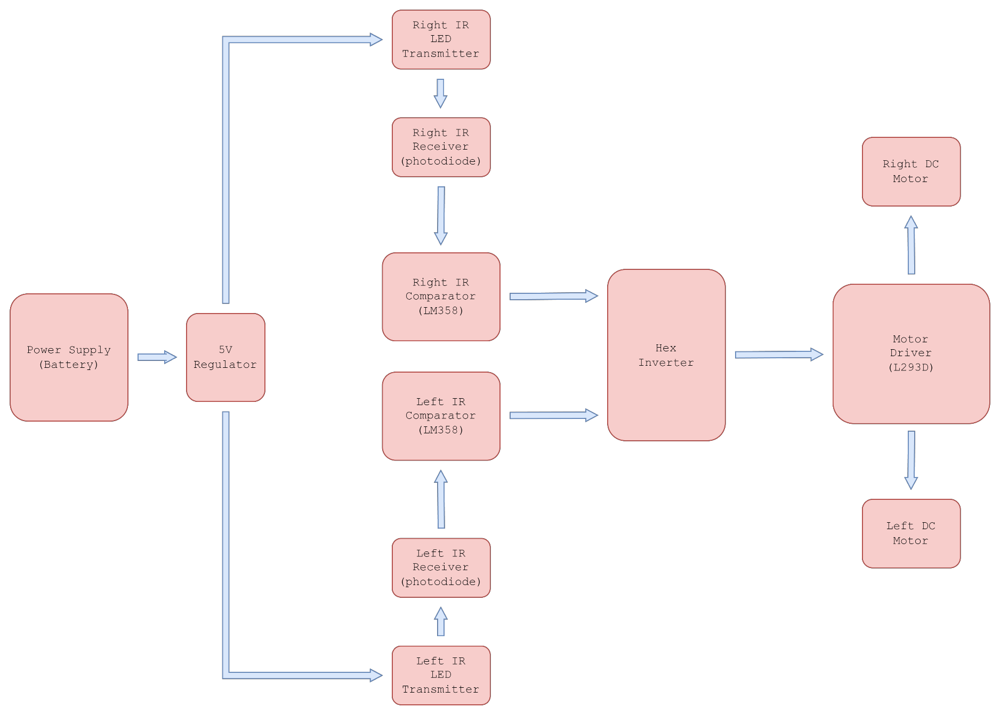 Right IR
LED
Transmitter
Right IR
Receiver
(photodiode)
Right DC
Motor
Right IR
Comparator
(LM358)
Power Supply
(Battery)
5V
Regulator
Hex
Inverter
Motor
Driver
(L293D)
Left IR
Comparator
(LM358)
Left DC
Motor
Left IR
Receiver
(photodiode)
Left IR
LED
Transmitter